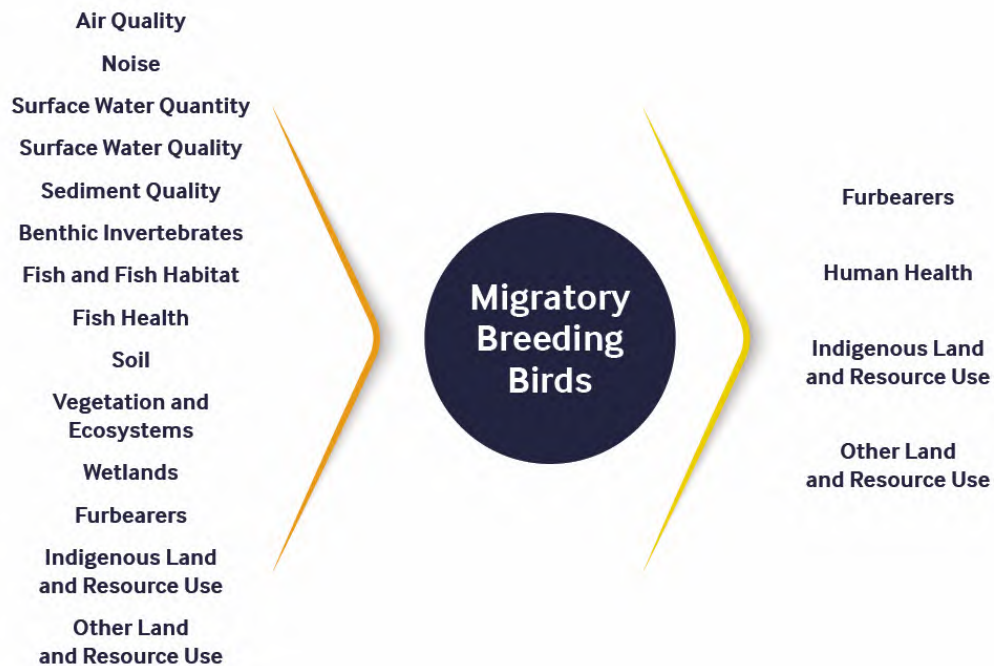 Air Quality
Noise
Surface Water Quantity
Surface Water Quality
Sediment Quality
Benthic Invertebrates
Fish and Fish Habitat
Fish Health
Soil
Vegetation and
Ecosystems
Wetlands
Furbearers
Indigenous Land
and Resource Use
Other Land
and Resource Use
Migratory
Breeding
Birds
Furbearers
Human Health
Indigenous Land
and Resource Use
Other Land
and Resource Use